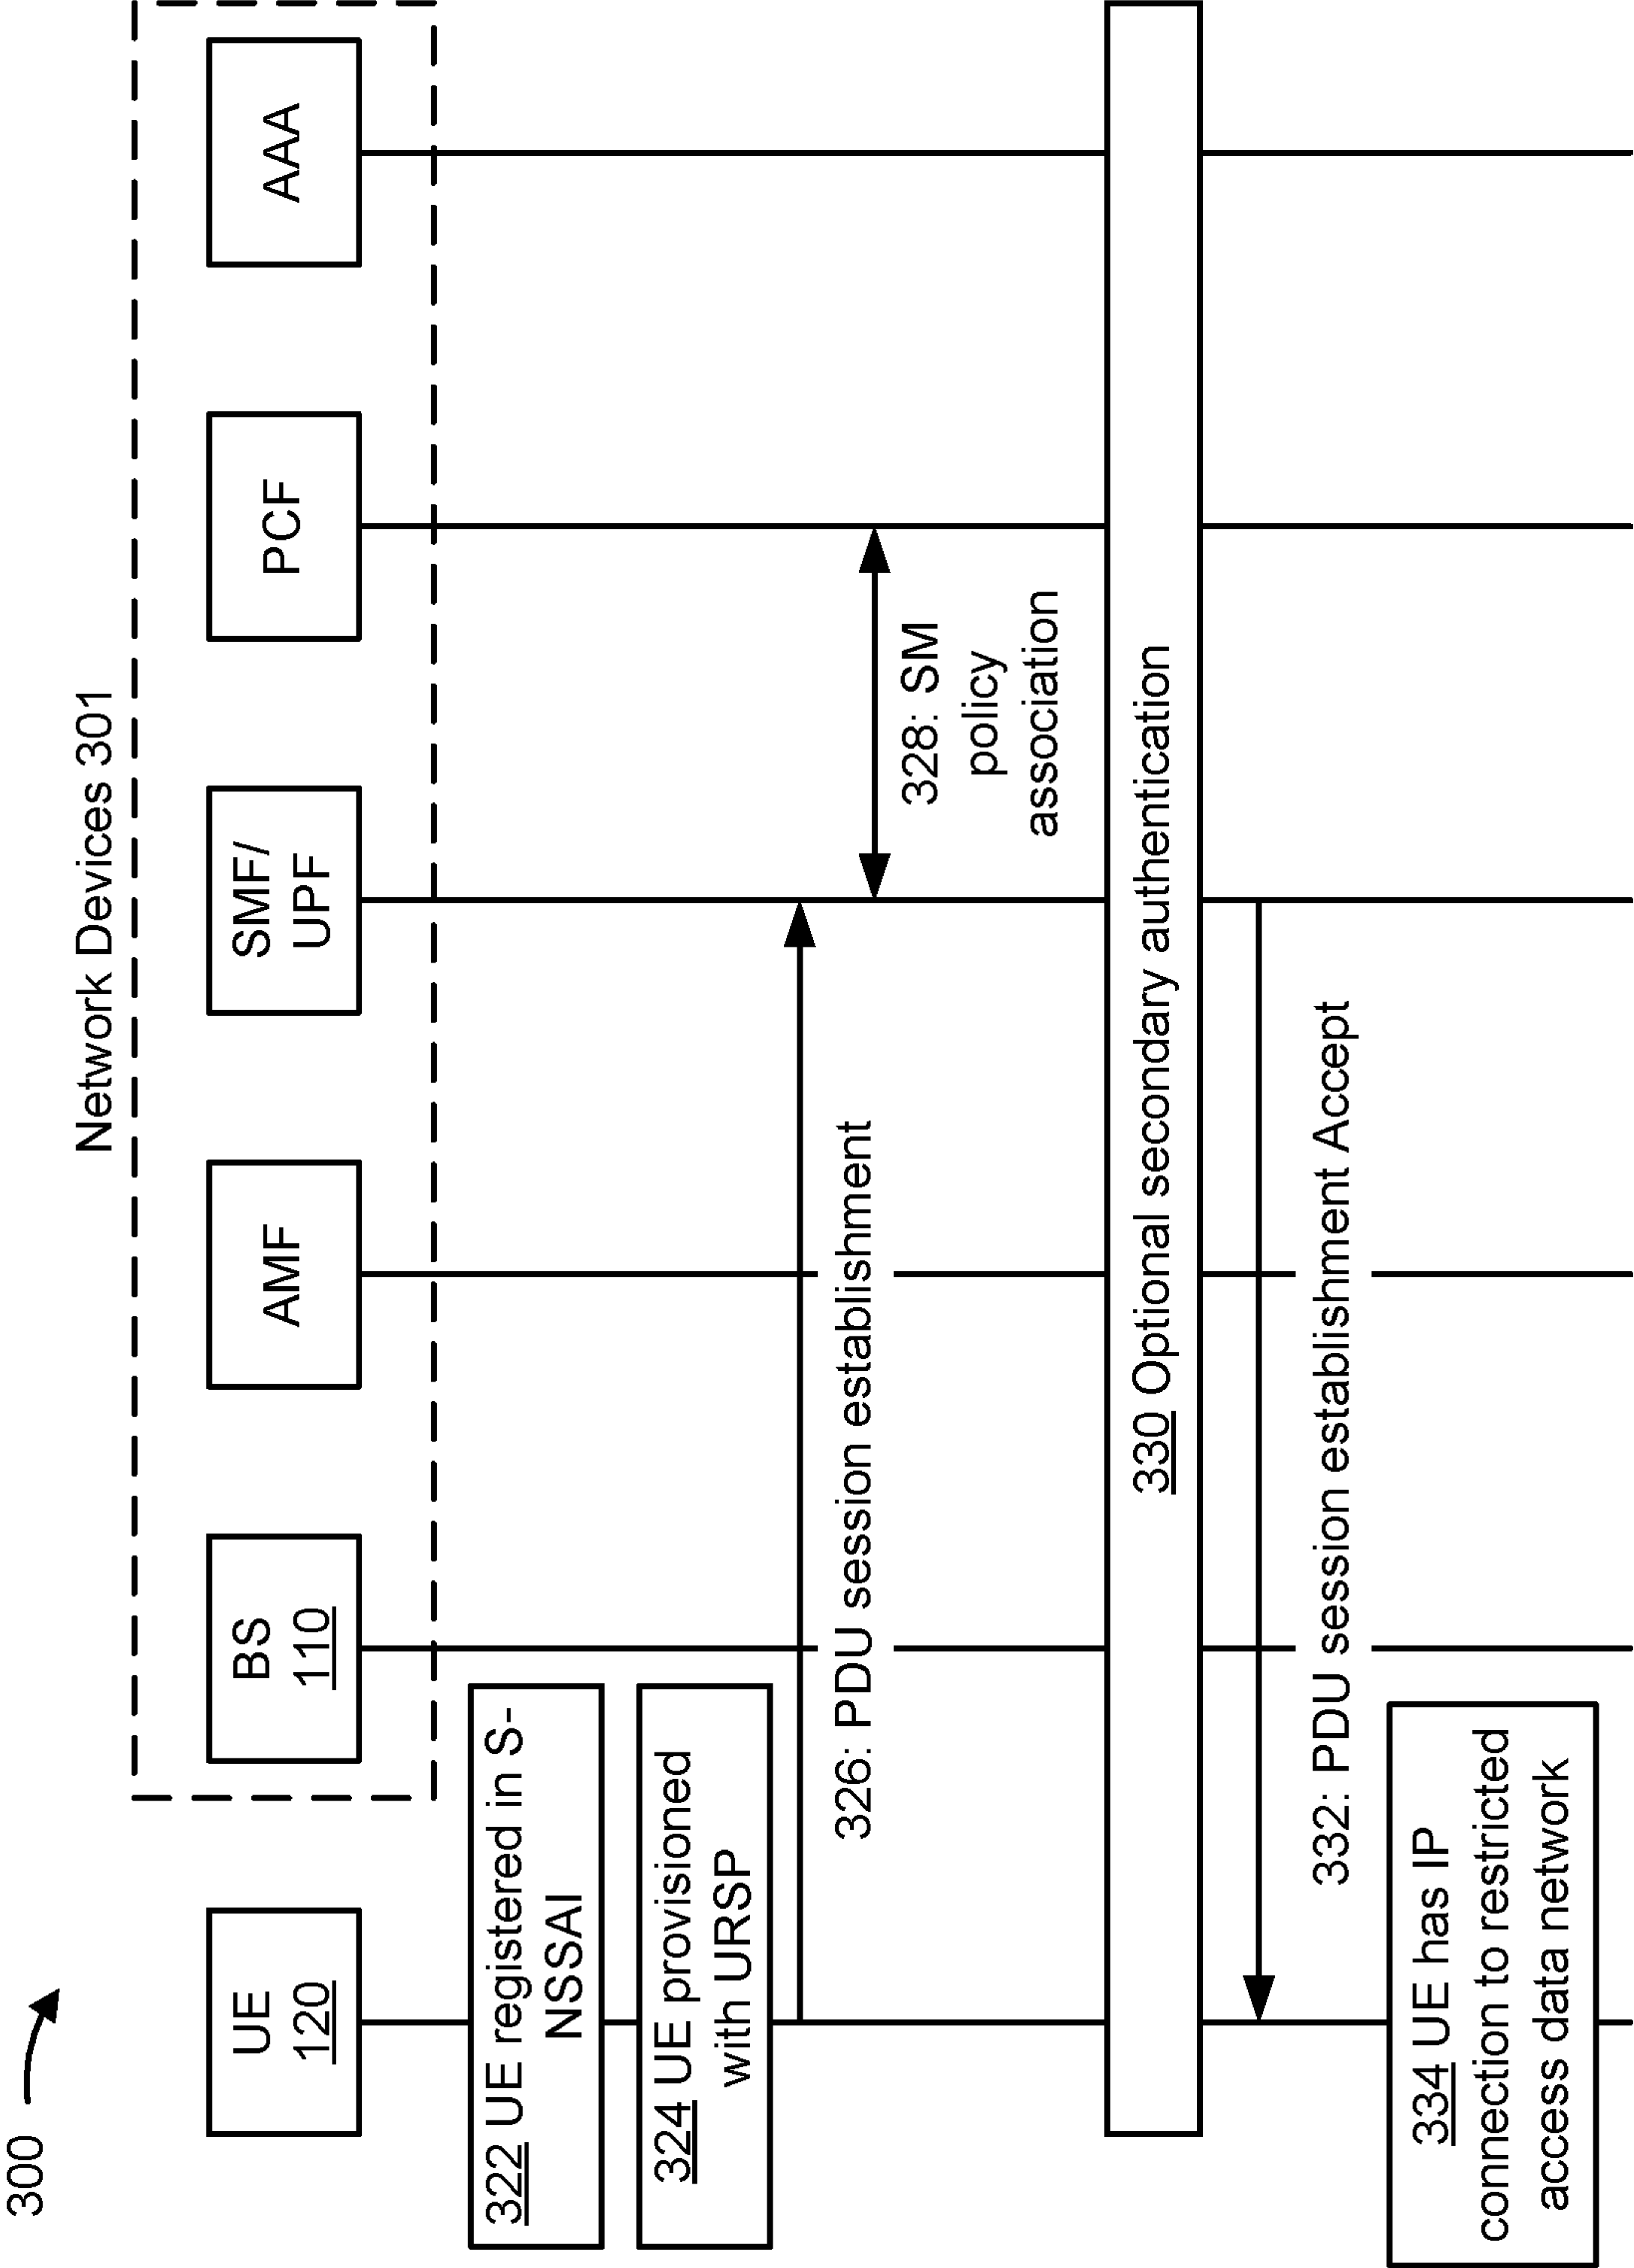 300
Network Devices 301
UE
120
BS
110
AMF
SMF/
UPF
PCF
AAA
322 UE registered in S-
NSSAI
324 UE provisioned
with URSP
326: PDU session establishment
328: SM
policy
association
330 Optional secondary authentication
332: PDU session establishment Accept
334 UE has IP
connection to restricted
access data network